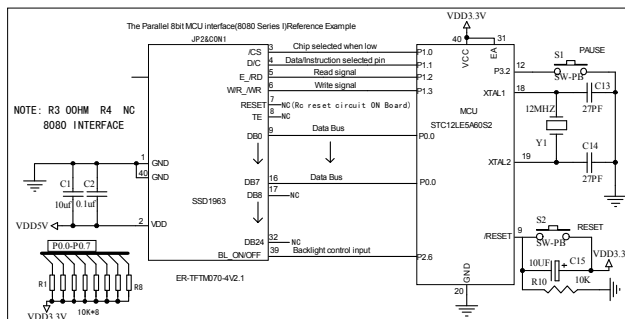 The Parallel 8bit MCU interface(8080 Series I)Reference Example
JP2&CON1
/CS 3 Chip selected when low P1.0
D/C 4 Data/Instruction selected pin P1.1
E_/RD 5 Read signal P1.2
W/R_/WR 6 Write signal P1.3
RESET 7 NC(Rc reset circuit ON Board)
TE 8 NC
DB0 9 Data Bus P0.0
DB7 16 Data Bus P0.0
DB8 17 NC
DB24 32 NC
BL_ON/OFF 39 Backlight control input P2.6
SSD1963
1 GND
40 GND
2 VDD
ER-TFTM070-4V2.1
NOTE: R3 0OHM R4 NC
8080 INTERFACE
C1 C2
10uf 0.1uf
VDD5V
P0.0-P0.7
R1 R8
10K*8
VDD3.3V
VDD3.3V
40 31
VCC EA
MCU
STC12LE5A60S2
P3.2 12
XTAL1 18
XTAL2 19
/RESET 9
GND
20
S1 PAUSE
SW-PB
C13
27PF
12MHZ
Y1
C14
27PF
S2 RESET
SW-PB
10UF C15
VDD3.3V
R10 10K